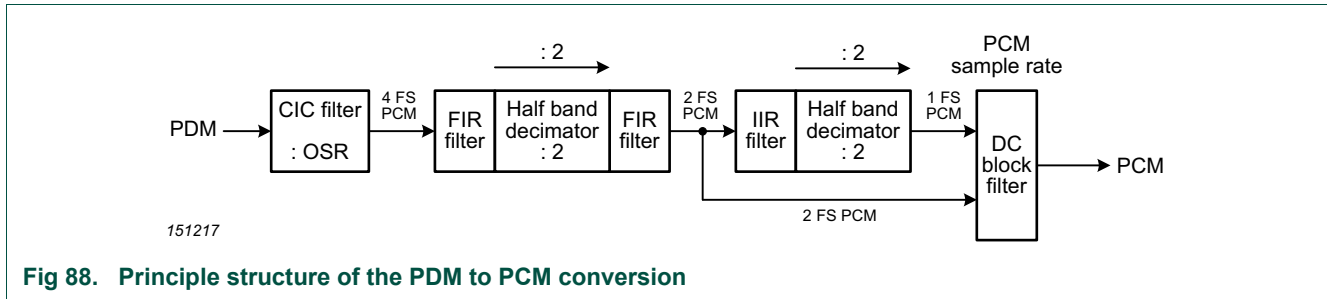 : 2
: 2
PCM
sample rate
PDM
CIC filter
: OSR
4 FS
PCM
FIR
filter
Half band
decimator
: 2
FIR
filter
2 FS
PCM
IIR
filter
Half band
decimator
: 2
1 FS
PCM
DC
block
filter
PCM
2 FS PCM
151217
Fig 88. Principle structure of the PDM to PCM conversion